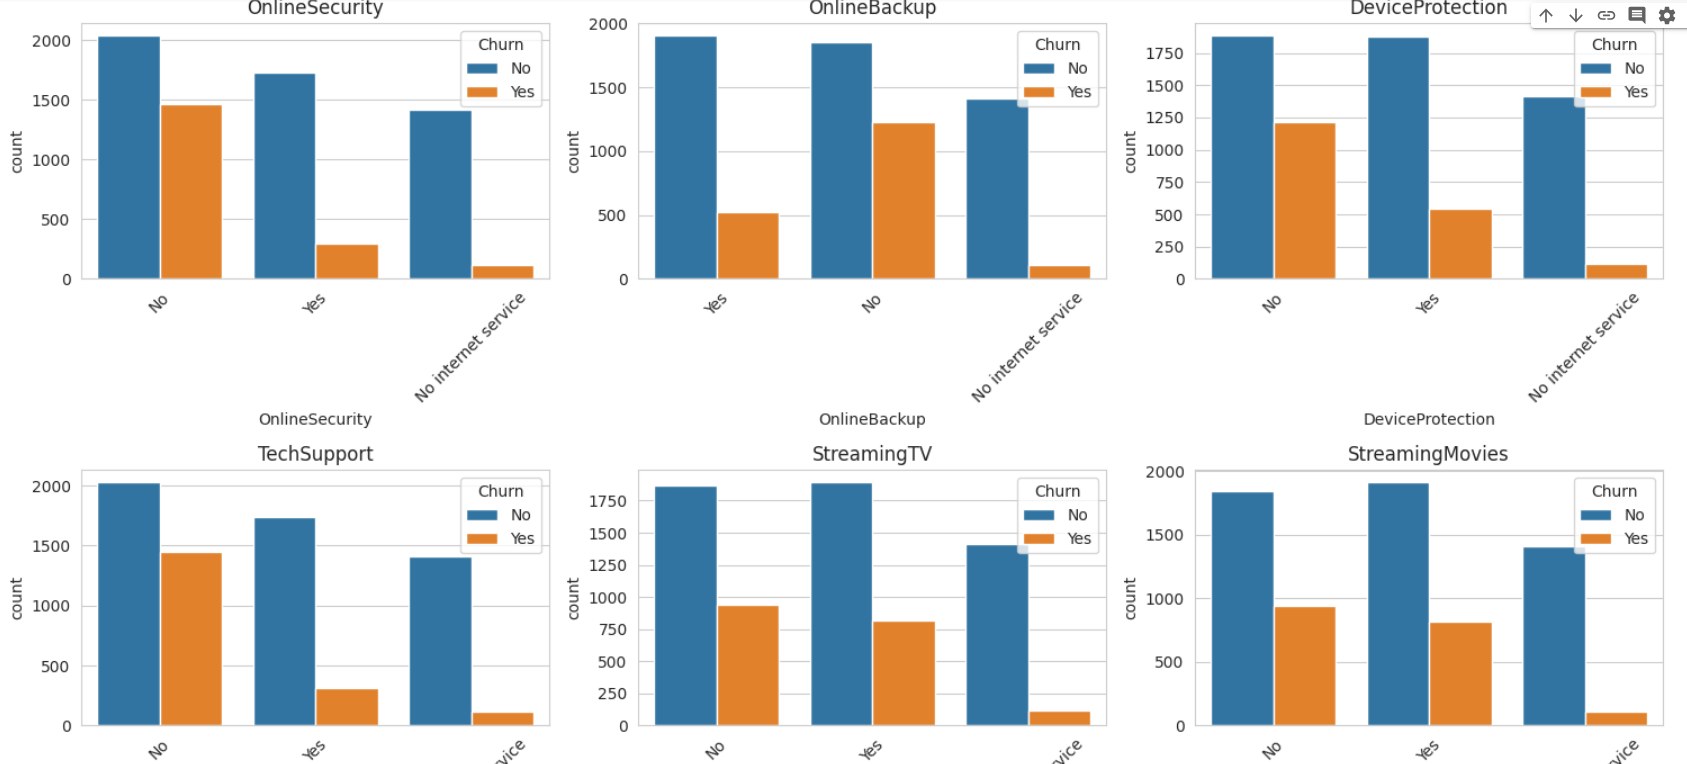 OnlineSecurity
2000
1500
1000
500
0
count
Churn
No
Yes
No
Yes
No internet service
OnlineSecurity
OnlineBackup
2000
1500
1000
500
0
count
Churn
No
Yes
Yes
No
No internet service
OnlineBackup
DeviceProtection
1750
1500
1250
1000
750
500
250
0
count
Churn
No
Yes
No
Yes
No internet service
DeviceProtection
TechSupport
2000
1500
1000
500
0
count
Churn
No
Yes
No
Yes
StreamingTV
1750
1500
1250
1000
750
500
250
0
count
Churn
No
Yes
No
Yes
StreamingMovies
2000
1500
1000
500
0
count
Churn
No
Yes
No
Yes